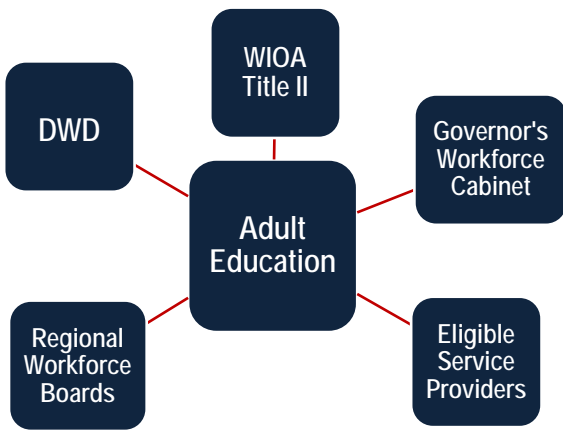 WIOA
Title II
DWD
Governor's
Workforce
Cabinet
Adult
Education
Regional
Workforce
Boards
Eligible
Service
Providers